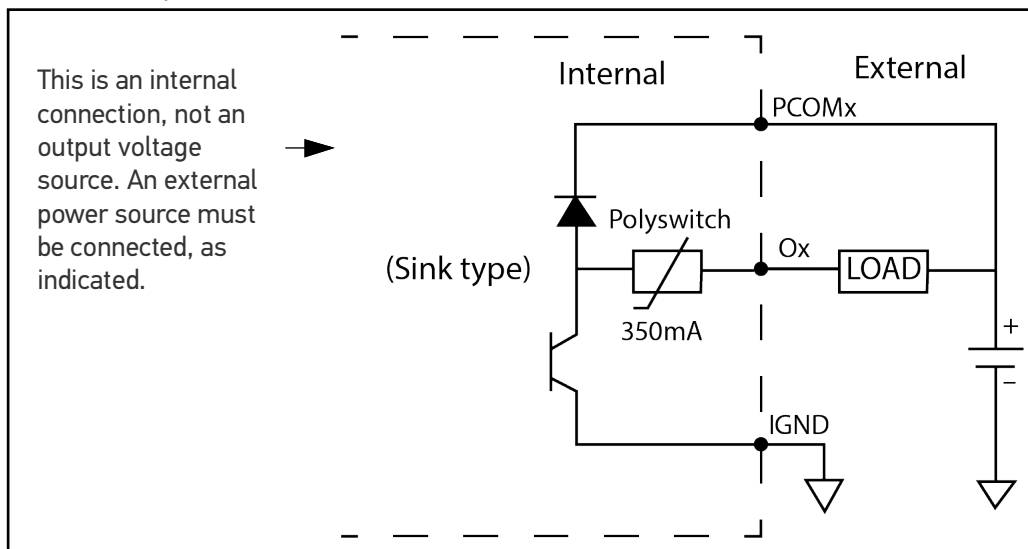 This is an internal
connection, not an
output voltage
source. An external
power source must
be connected, as
indicated.
Internal
External
PCOMx
Polyswitch
Ox
(Sink type)
LOAD
350mA
+
−
IGND